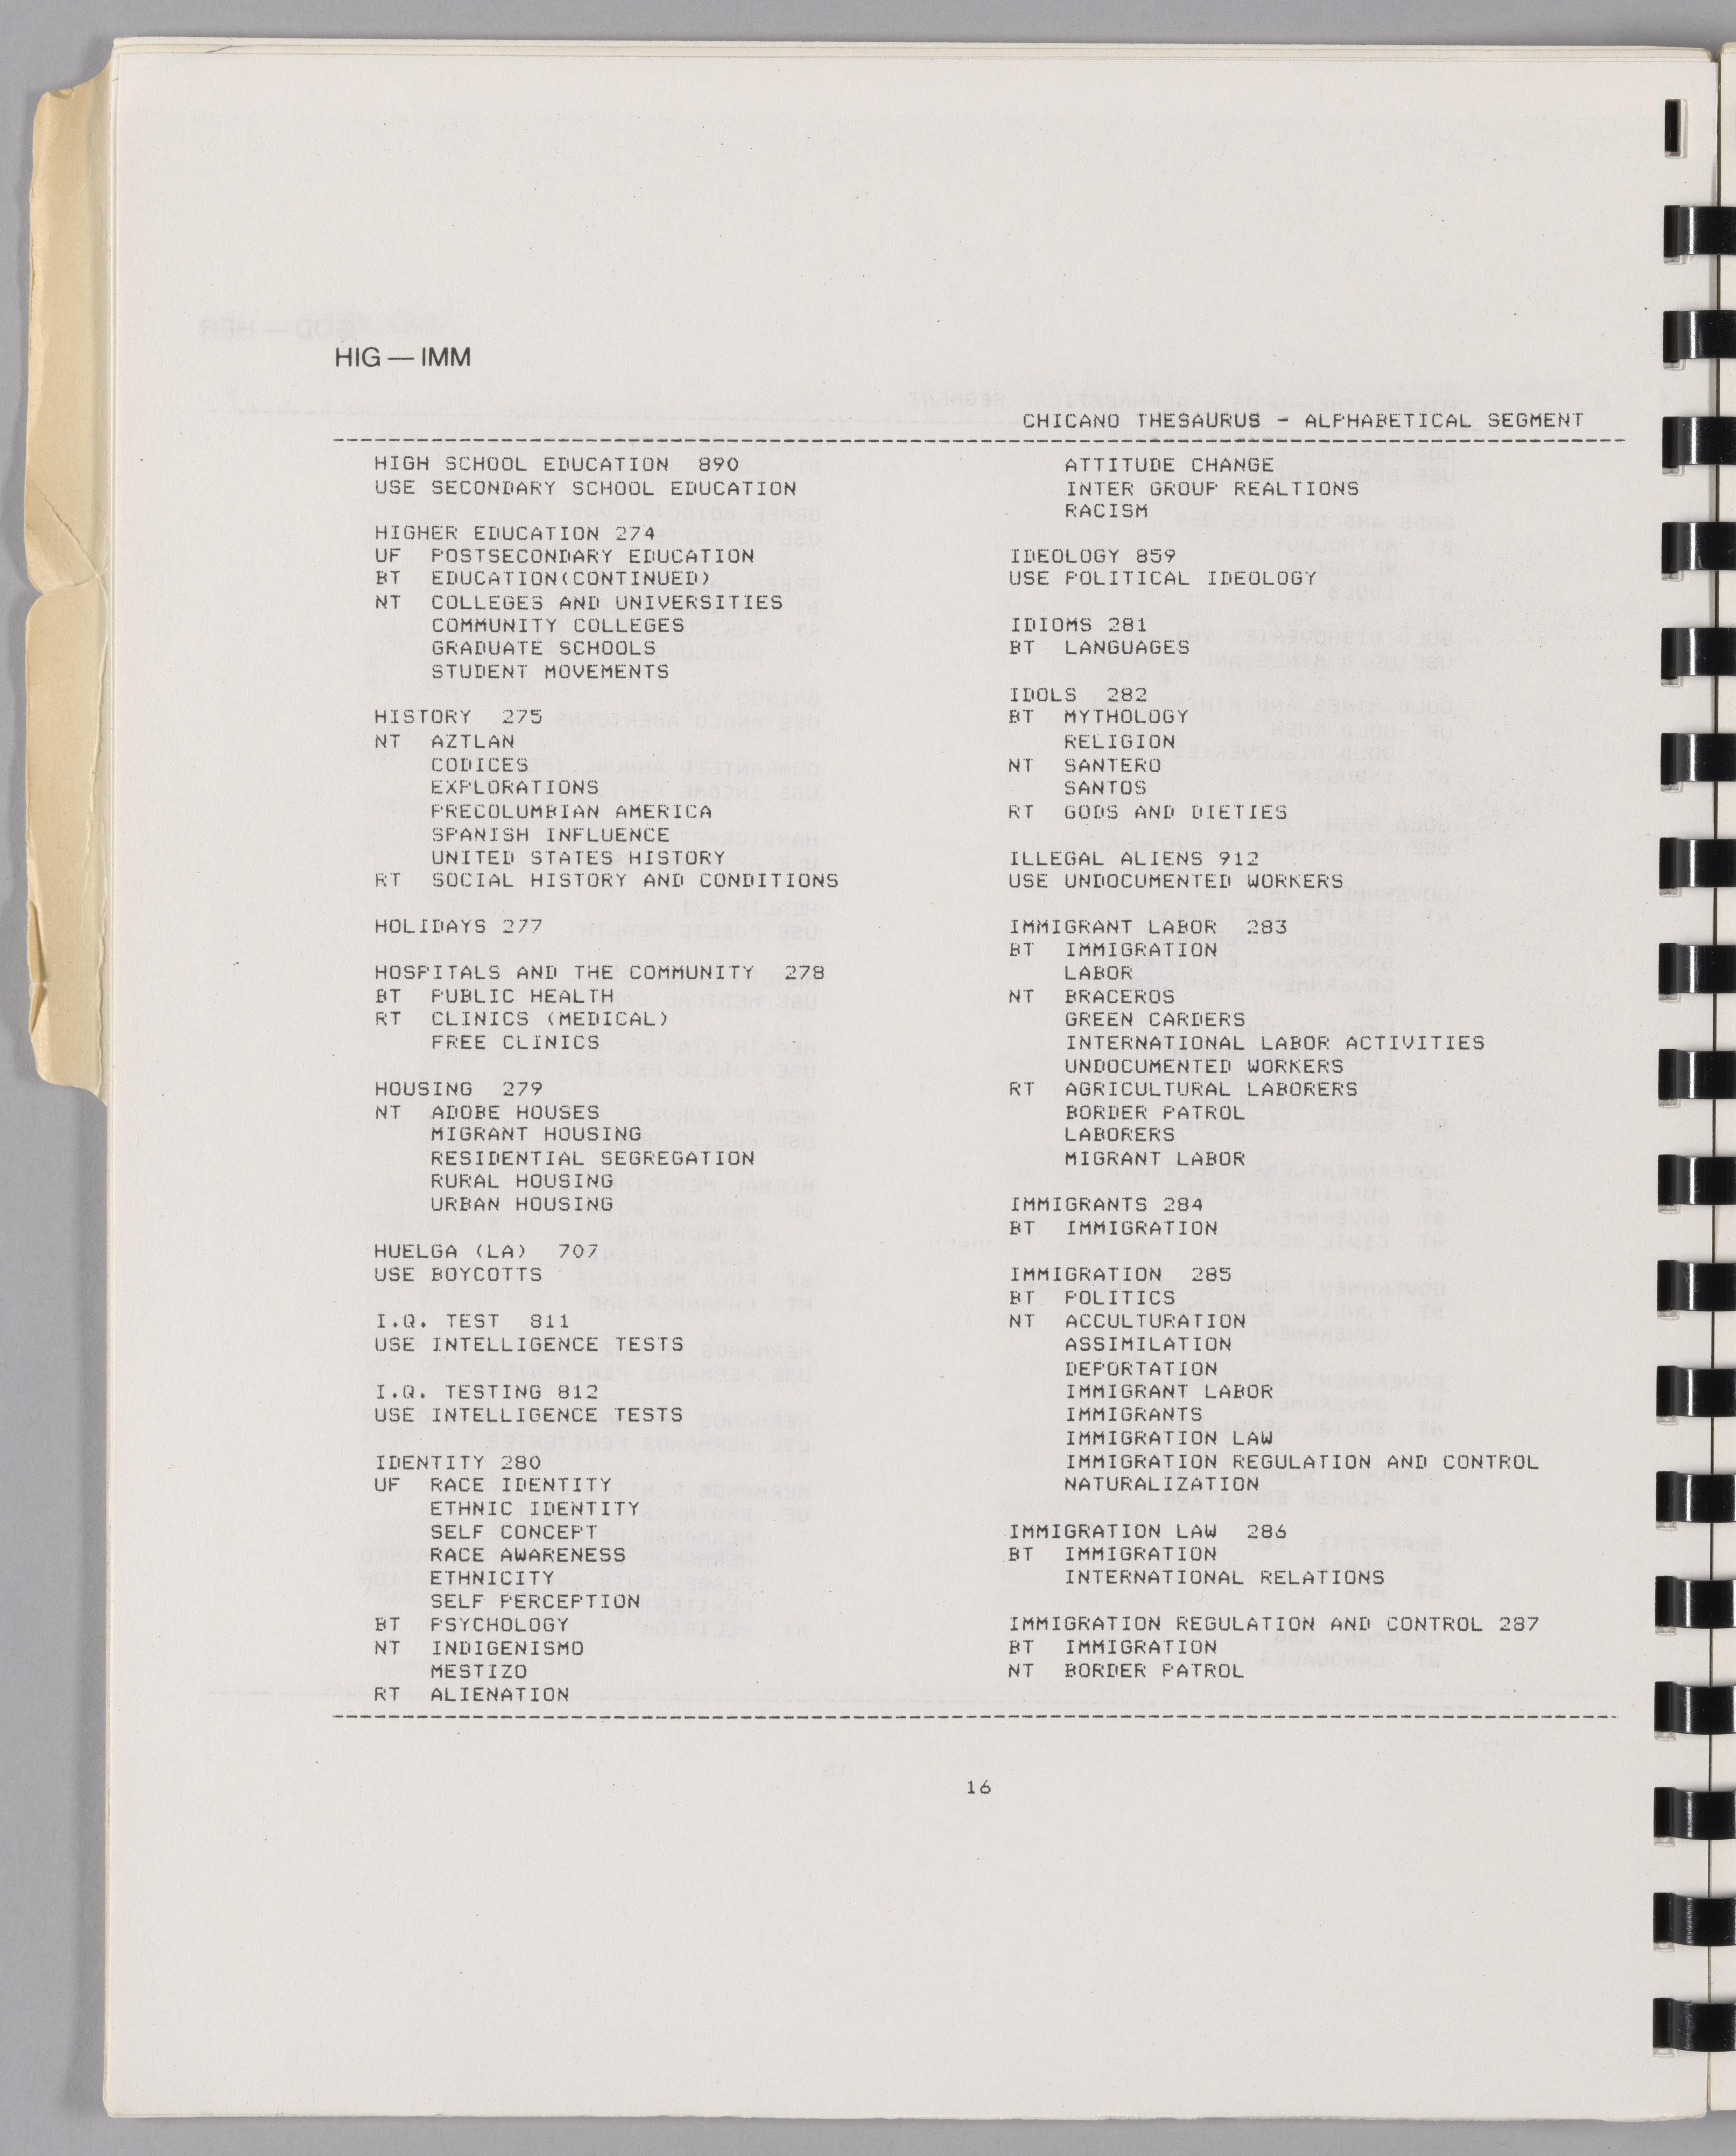 HIG — IMM
CHICANO THESAURUS - ALPHABETICAL SEGMENT
HIGH SCHOOL EDUCATION 890
USE SECONDARY SCHOOL EDUCATION
HIGHER EDUCATION 274
UF POSTSECONDARY EDUCATION
BT EDUCATION(CONTINUED)
NT COLLEGES AND UNIVERSITIES
COMMUNITY COLLEGES
GRADUATE SCHOOLS
STUDENT MOVEMENTS
HISTORY 275
NT AZTLAN
CODICES
EXPLORATIONS
PRECOLUMBIAN AMERICA
SPANISH INFLUENCE
UNITED STATES HISTORY
RT SOCIAL HISTORY AND CONDITIONS
HOLIDAYS 277
HOSPITALS AND THE COMMUNITY 278
BT PUBLIC HEALTH
RT CLINICS (MEDICAL)
FREE CLINICS
HOUSING 279
NT ADOBE HOUSES
MIGRANT HOUSING
RESIDENTIAL SEGREGATION
RURAL HOUSING
URBAN HOUSING
HUELGA (LA) 707
USE BOYCOTTS
I.Q. TEST 811
USE INTELLIGENCE TESTS
I.Q. TESTING 812
USE INTELLIGENCE TESTS
IDENTITY 280
UF RACE IDENTITY
ETHNIC IDENTITY
SELF CONCEPT
RACE AWARENESS
ETHNICITY
SELF PERCEPTION
BT PSYCHOLOGY
NT INDIGENISMO
MESTIZO
RT ALIENATION
ATTITUDE CHANGE
INTER GROUP REALTIONS
RACISM
IDEOLOGY 859
USE POLITICAL IDEOLOGY
IDIOMS 281
BT LANGUAGES
IDOLS 282
BT MYTHOLOGY
RELIGION
NT SANTERO
SANTOS
RT GODS AND DIETIES
ILLEGAL ALIENS 912
USE UNDOCUMENTED WORKERS
IMMIGRANT LABOR 283
BT IMMIGRATION
LABOR
NT BRACEROS
GREEN CARDERS
INTERNATIONAL LABOR ACTIVITIES
UNDOCUMENTED WORKERS
RT AGRICULTURAL LABORERS
BORDER PATROL
LABORERS
MIGRANT LABOR
IMMIGRANTS 284
BT IMMIGRATION
IMMIGRATION 285
BT POLITICS
NT ACCULTURATION
ASSIMILATION
DEPORTATION
IMMIGRANT LABOR
IMMIGRANTS
IMMIGRATION LAW
IMMIGRATION REGULATION AND CONTROL
NATURALIZATION
IMMIGRATION LAW 286
BT IMMIGRATION
INTERNATIONAL RELATIONS
IMMIGRATION REGULATION AND CONTROL 287
BT IMMIGRATION
NT BORDER PATROL
16